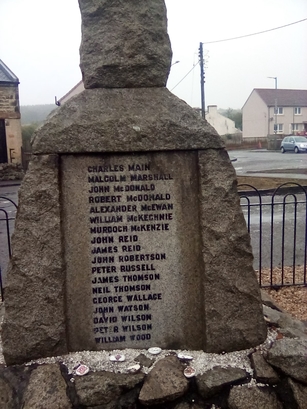 CHARLES MAIN
MALCOLM MARSHALL
JOHN McDONALD
ROBERT McDONALD
ALEXANDER McEWAN
WILLIAM McKECHNIE
MURDOCH McKENZIE
JOHN REID
JAMES REID
JOHN ROBERTSON
PETER RUSSELL
JAMES THOMSON
NEIL THOMSON
GEORGE WALLACE
JOHN WATSON
DAVID WILSON
PETER WILSON
WILLIAM WOOD